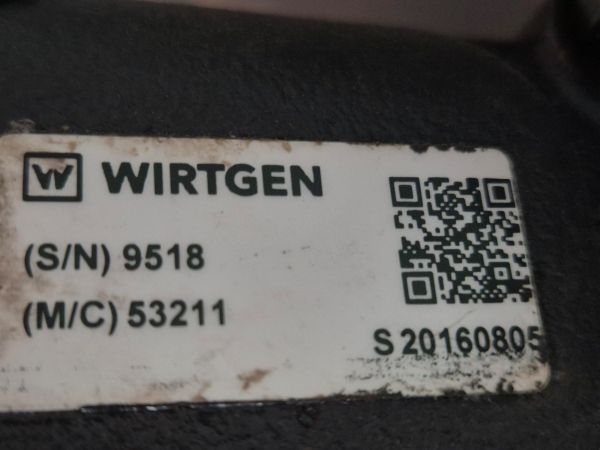 W WIRTGEN
(S/N) 9518
(M/C) 53211
S 20160805